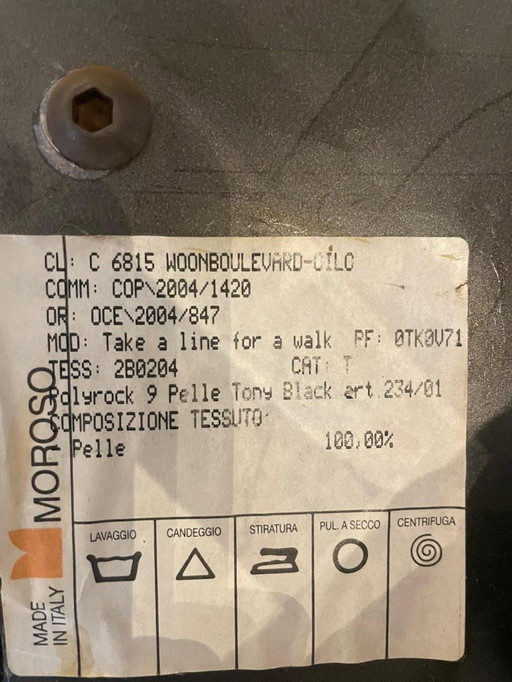 CL: C 6815 WOONBOULEVARD-CILO
COMM: COP\2004/1420
OR: OCE\2004/847
MOD: Take a line for a walk PF: 0TK0V71
TESS: 2B0204 CAT: T
Polyrock 9 Pelle Tony Black art.234/01
COMPOSIZIONE TESSUTO:
Pelle 100,00%
LAVAGGIO CANDEGGIO STIRATURA PUL. A SECCO CENTRIFUGA
MOROSO
MADE
IN ITALY